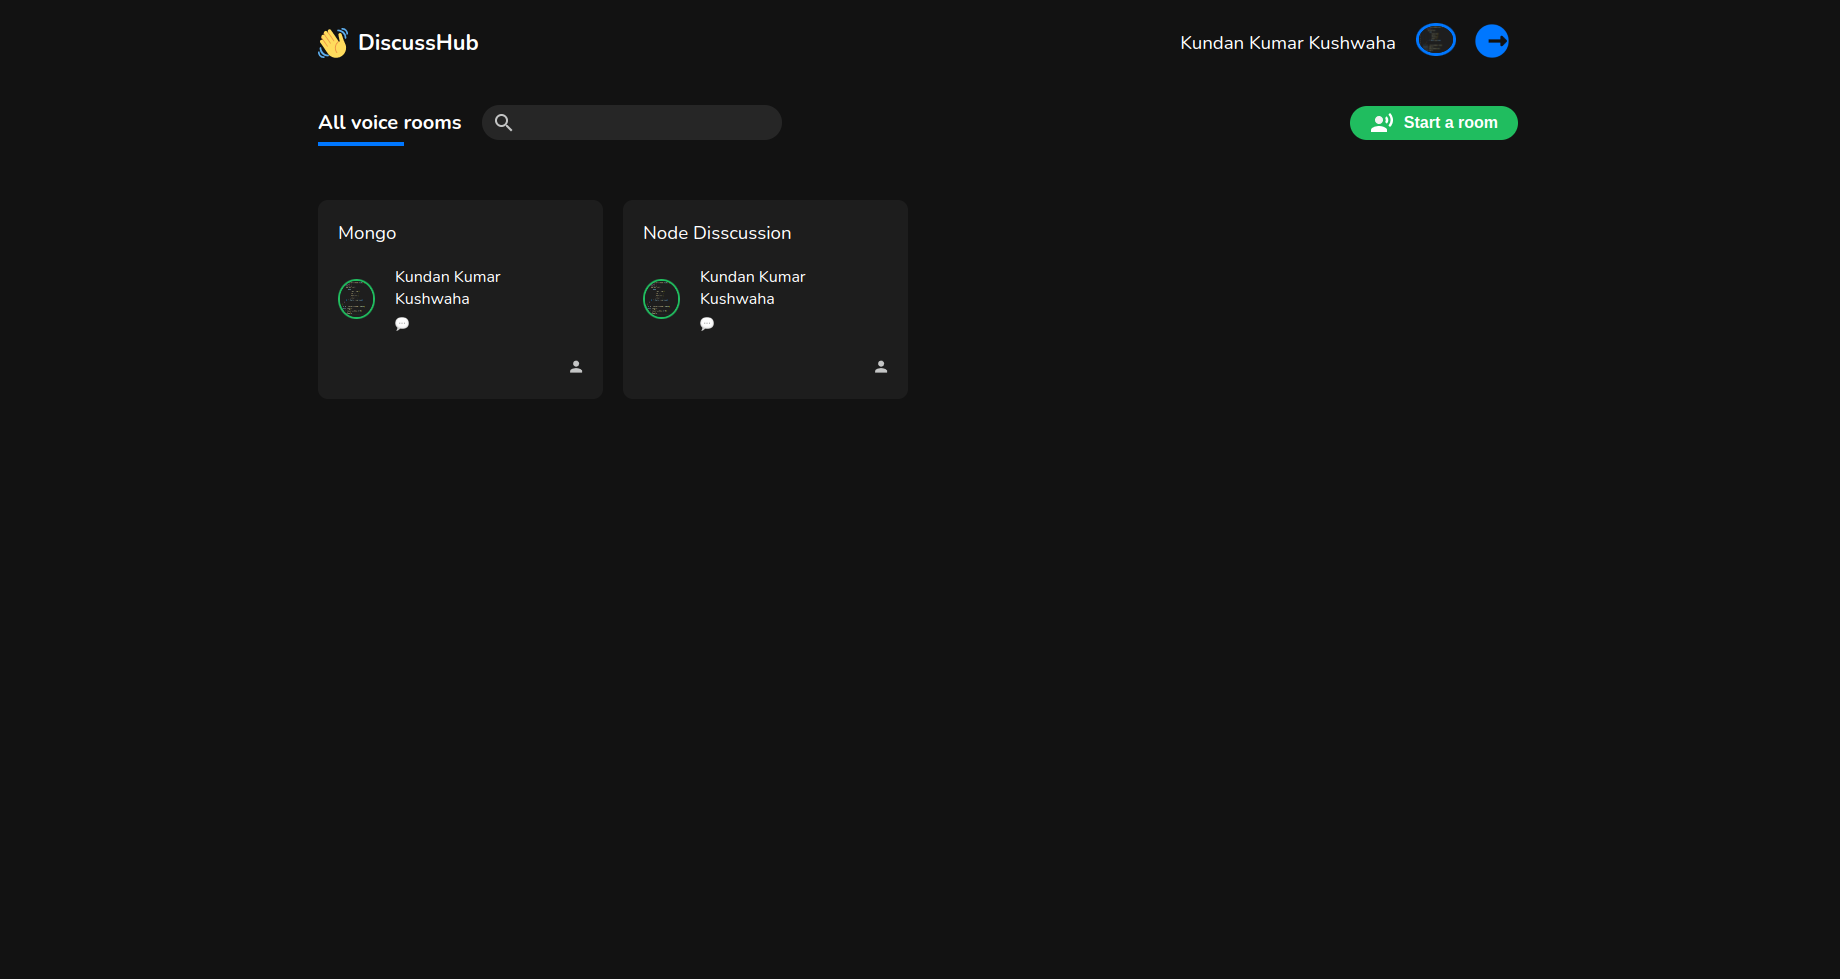 DiscussHub
Kundan Kumar Kushwaha
All voice rooms
Start a room
Mongo
Kundan Kumar
Kushwaha
Node Disscussion
Kundan Kumar
Kushwaha